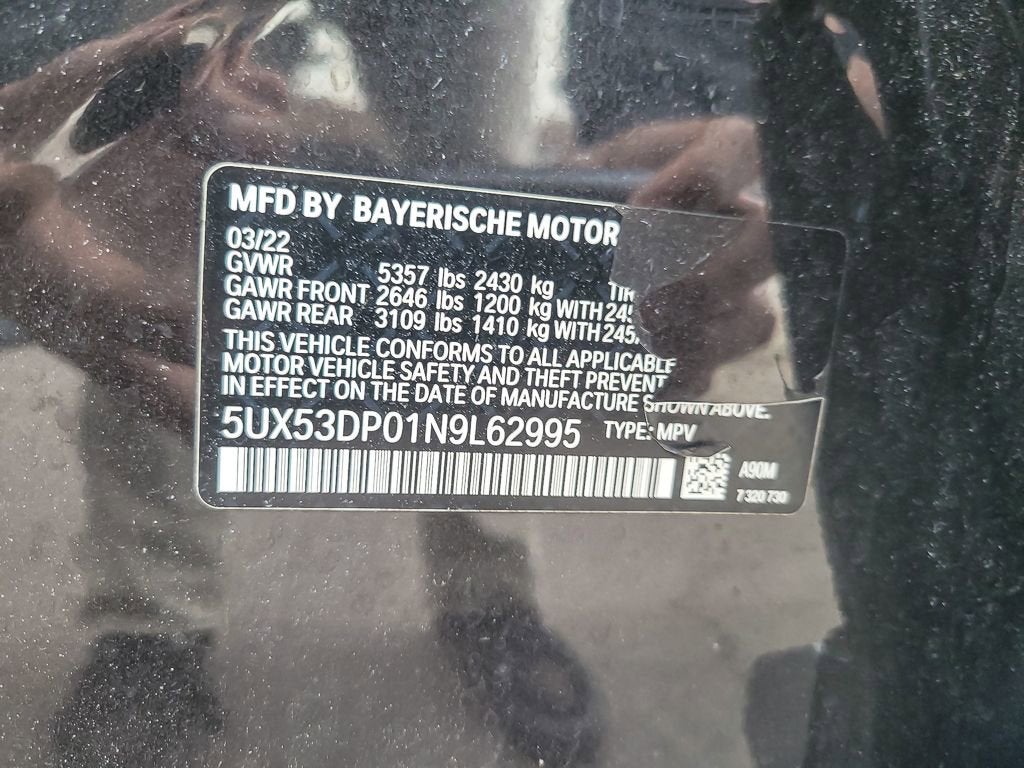 MFD BY BAYERISCHE MOTOR
03/22
GVWR 5357 lbs 2430 kg
GAWR FRONT 2646 lbs 1200 kg WITH 245
GAWR REAR 3109 lbs 1410 kg WITH 245
THIS VEHICLE CONFORMS TO ALL APPLICABLE
MOTOR VEHICLE SAFETY AND THEFT PREVENT
IN EFFECT ON THE DATE OF MANUFACTURE SHOWN ABOVE.
5UX53DP01N9L62995 TYPE: MPV
A90M
7 320 730